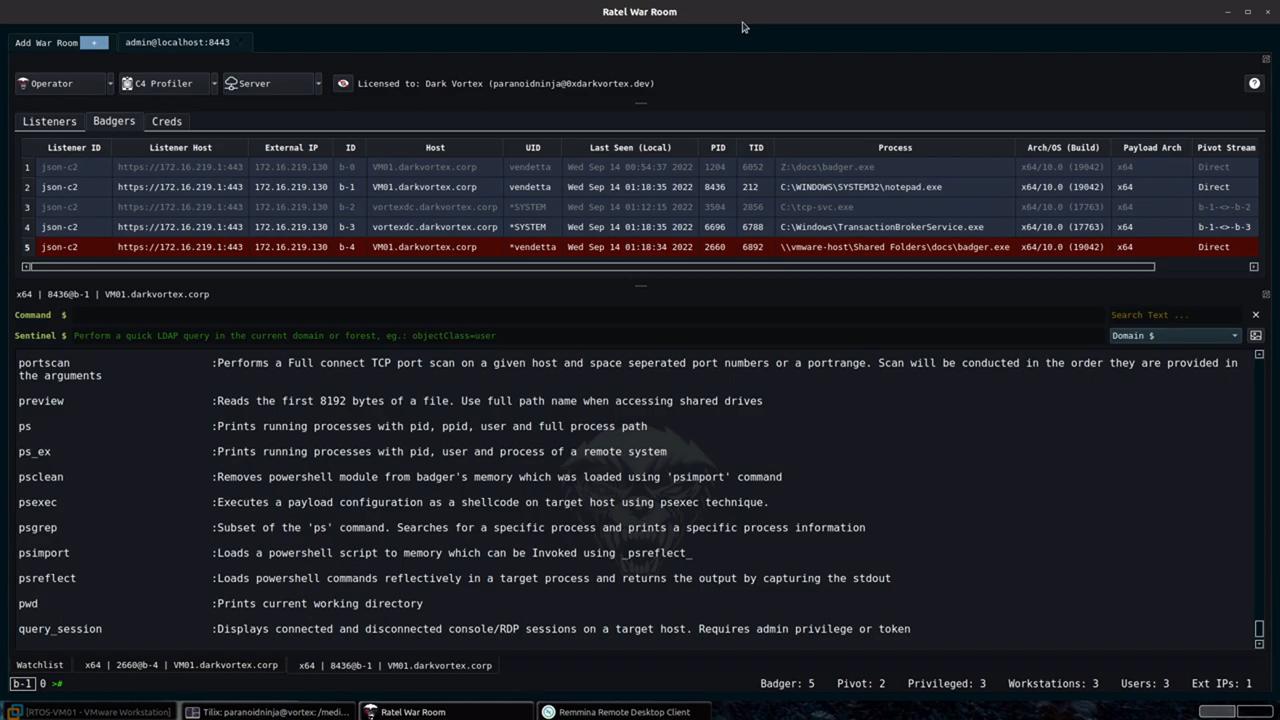 Ratel War Room
Add War Room + admin@localhost:8443
Operator C4 Profiler Server Licensed to: Dark Vortex (paranoidninja@0xdarkvortex.dev) ?
Listeners Badgers Creds
Listener ID Listener Host External IP ID Host UID Last Seen (Local) PID TID Process Arch/OS (Build) Payload Arch Pivot Stream
1 json-c2 https://172.16.219.1:443 172.16.219.130 b-0 VM01.darkvortex.corp vendetta Wed Sep 14 00:54:37 2022 1204 6052 Z:\docs\badger.exe x64/10.0 (19042) x64 Direct
2 json-c2 https://172.16.219.1:443 172.16.219.130 b-1 VM01.darkvortex.corp vendetta Wed Sep 14 01:18:35 2022 8436 212 C:\WINDOWS\SYSTEM32\notepad.exe x64/10.0 (19042) x64 Direct
3 json-c2 https://172.16.219.1:443 172.16.219.130 b-2 vortexdc.darkvortex.corp *SYSTEM Wed Sep 14 01:12:15 2022 3504 2856 C:\tcp-svc.exe x64/10.0 (17763) x64 b-1-<>-b-2
4 json-c2 https://172.16.219.1:443 172.16.219.130 b-3 vortexdc.darkvortex.corp *SYSTEM Wed Sep 14 01:18:35 2022 6696 6788 C:\Windows\TransactionBrokerService.exe x64/10.0 (17763) x64 b-1-<>-b-3
5 json-c2 https://172.16.219.1:443 172.16.219.130 b-4 VM01.darkvortex.corp *vendetta Wed Sep 14 01:18:34 2022 2660 6892 \\vmware-host\Shared Folders\docs\badger.exe x64/10.0 (19042) x64 Direct
x64 | 8436@b-1 | VM01.darkvortex.corp
Command $ Search Text ...
Sentinel $ Perform a quick LDAP query in the current domain or forest, eg.: objectClass=user Domain $
portscan :Performs a Full connect TCP port scan on a given host and space seperated port numbers or a portrange. Scan will be conducted in the order they are provided in
the arguments
preview :Reads the first 8192 bytes of a file. Use full path name when accessing shared drives
ps :Prints running processes with pid, ppid, user and full process path
ps_ex :Prints running processes with pid, user and process of a remote system
psclean :Removes powershell module from badger's memory which was loaded using 'psimport' command
psexec :Executes a payload configuration as a shellcode on target host using psexec technique.
psgrep :Subset of the 'ps' command. Searches for a specific process and prints a specific process information
psimport :Loads a powershell script to memory which can be Invoked using _psreflect_
psreflect :Loads powershell commands reflectively in a target process and returns the output by capturing the stdout
pwd :Prints current working directory
query_session :Displays connected and disconnected console/RDP sessions on a target host. Requires admin privilege or token
Watchlist x64 | 2660@b-4 | VM01.darkvortex.corp x64 | 8436@b-1 | VM01.darkvortex.corp
b-1 0 ># Badger: 5 Pivot: 2 Privileged: 3 Workstations: 3 Users: 3 Ext IPs: 1
[RTOS-VM01 - VMware Workstation] Tilix: paranoidninja@vortex: /medi... Ratel War Room Remmina Remote Desktop Client